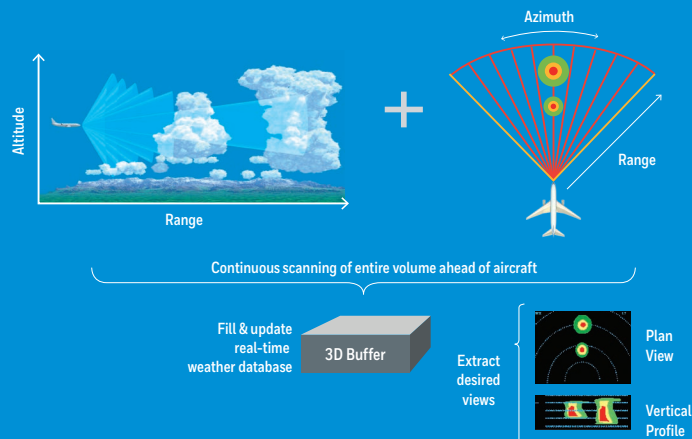 Azimuth
Altitude
Range
Range
Continuous scanning of entire volume ahead of aircraft
Fill & update
real-time
weather database
3D Buffer
Extract
desired
views
Plan
View
Vertical
Profile